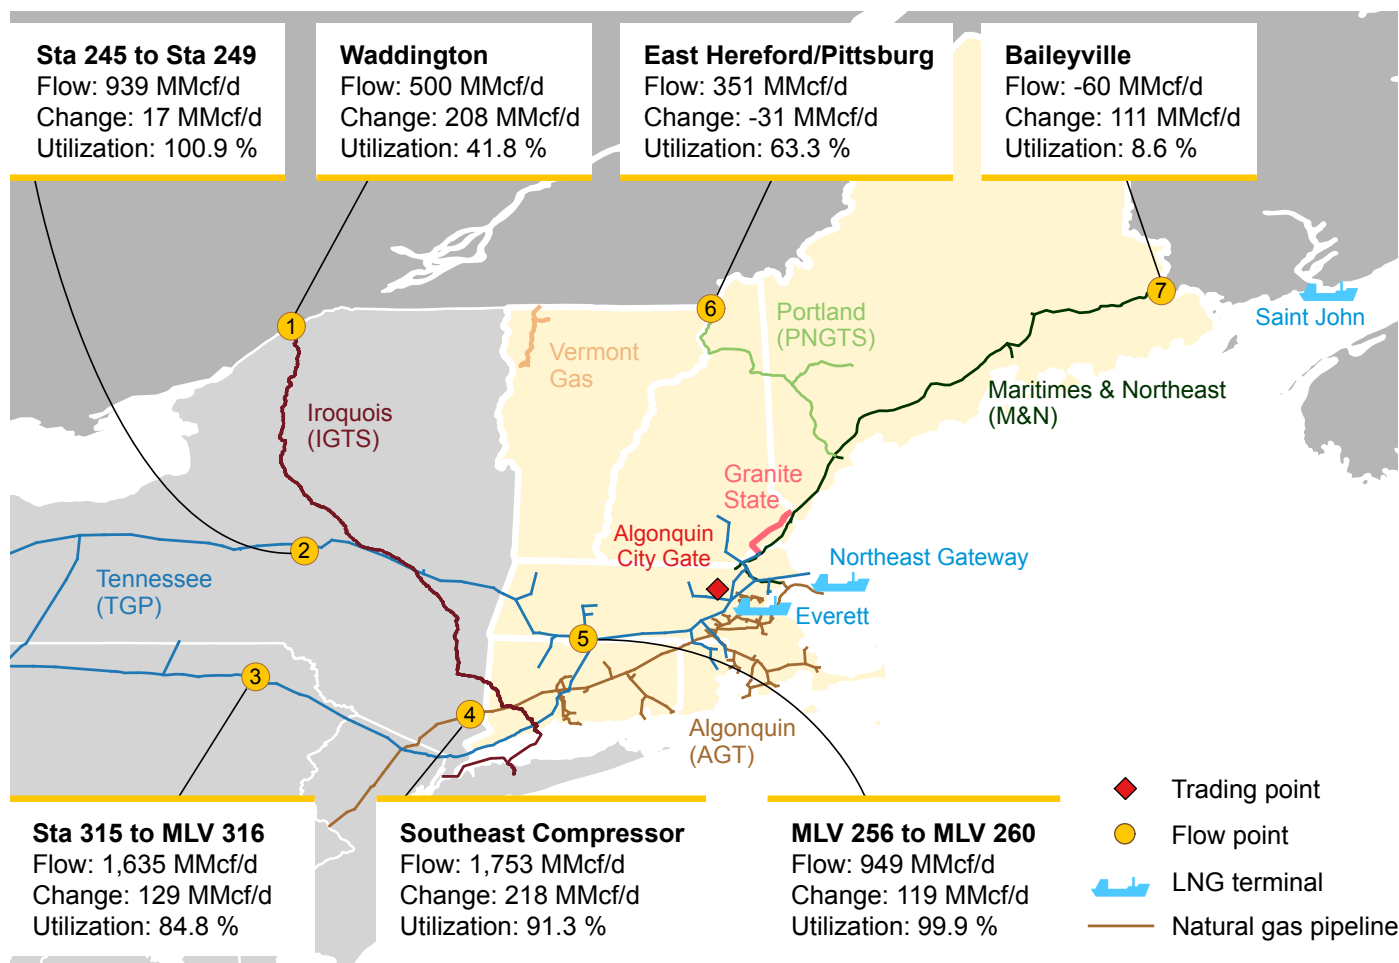 Sta 245 to Sta 249
Flow: 939 MMcf/d
Change: 17 MMcf/d
Utilization: 100.9 %
Waddington
Flow: 500 MMcf/d
Change: 208 MMcf/d
Utilization: 41.8 %
East Hereford/Pittsburg
Flow: 351 MMcf/d
Change: -31 MMcf/d
Utilization: 63.3 %
Baileyville
Flow: -60 MMcf/d
Change: 111 MMcf/d
Utilization: 8.6 %
7
6
1
Saint John
Portland
(PNGTS)
Vermont
Gas
Maritimes & Northeast
(M&N)
Iroquois
(IGTS)
Granite
State
Algonquin
City Gate
2
Northeast Gateway
Tennessee
(TGP)
Everett
5
3
4
Algonquin
(AGT)
Sta 315 to MLV 316
Flow: 1,635 MMcf/d
Change: 129 MMcf/d
Utilization: 84.8 %
Southeast Compressor
Flow: 1,753 MMcf/d
Change: 218 MMcf/d
Utilization: 91.3 %
MLV 256 to MLV 260
Flow: 949 MMcf/d
Change: 119 MMcf/d
Utilization: 99.9 %
Trading point
Flow point
LNG terminal
Natural gas pipeline